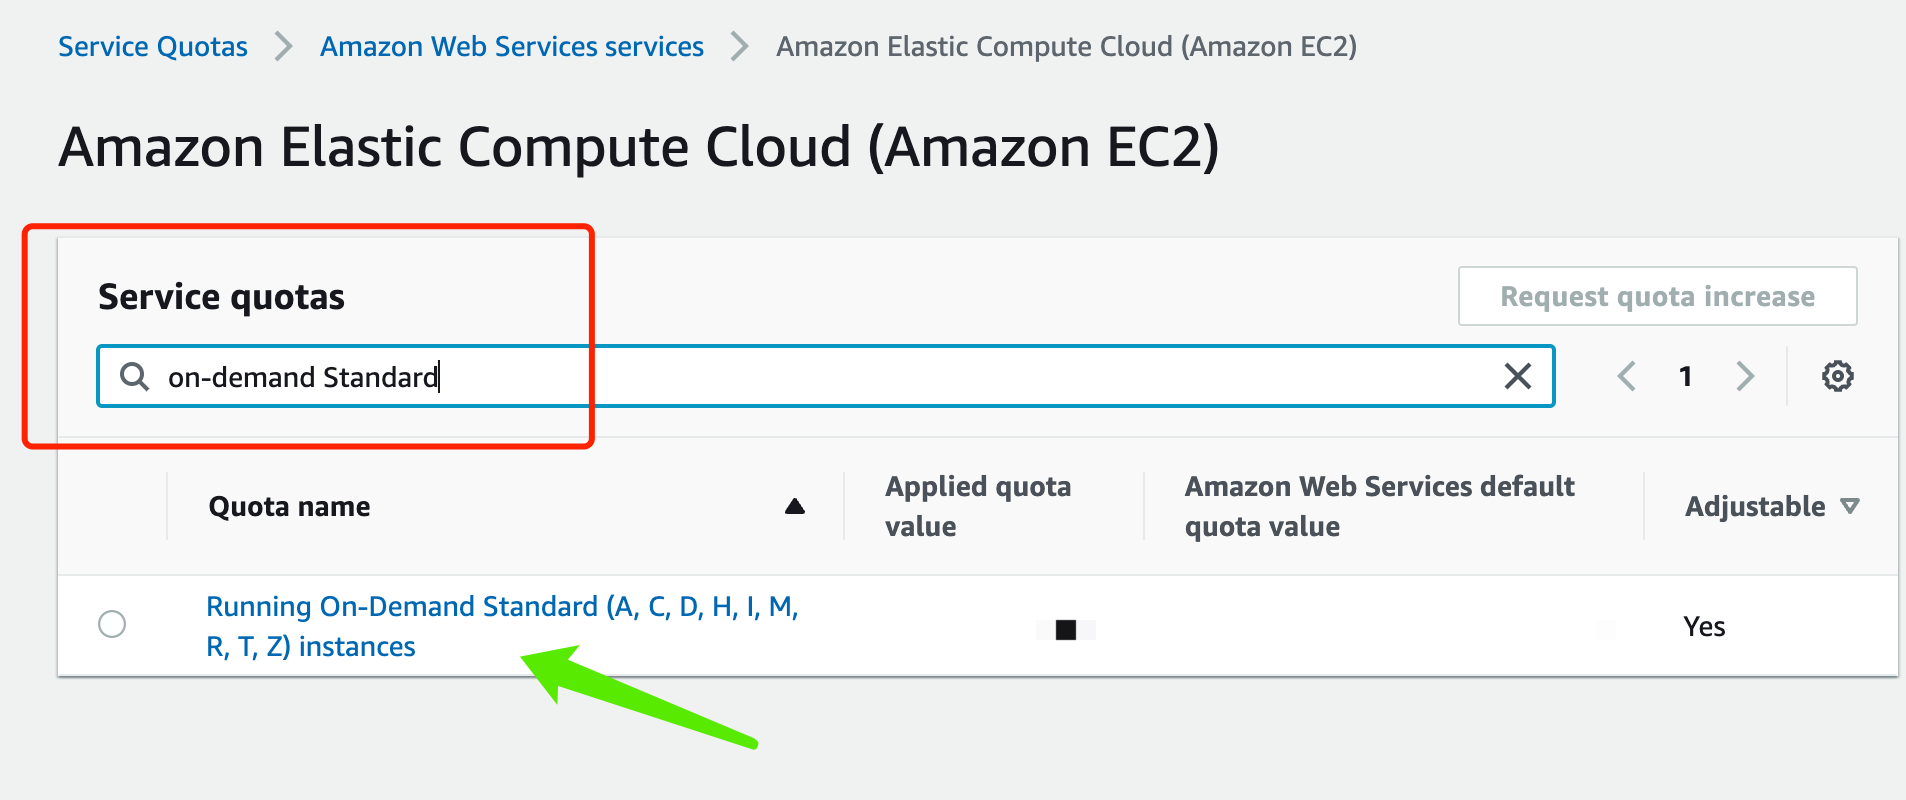 Service Quotas > Amazon Web Services services > Amazon Elastic Compute Cloud (Amazon EC2)
Amazon Elastic Compute Cloud (Amazon EC2)
Service quotas
Request quota increase
on-demand Standard
1
Quota name
Applied quota
value
Amazon Web Services default
quota value
Adjustable
Running On-Demand Standard (A, C, D, H, I, M,
R, T, Z) instances
Yes